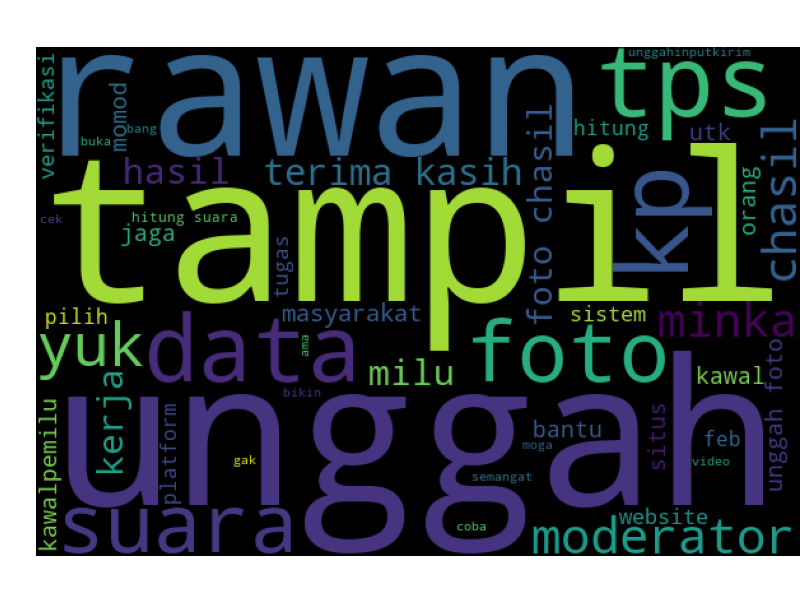 unggahinputkirim
rawan
tps
verifikasi
momod
bang
buka
hitung
utk
hasil
terima kasih
foto chasil
kp
orang
chasil
tampil
cek
hitung suara
jaga
tugas
pilih
masyarakat
sistem
minka
yuk
data
ama
milu
foto
kawal
unggah foto
kerja
bikin
unggah
kawalpemilu
platform
gak
bantu
moga
situs
feb
video
semangat
suara
coba
website
moderator